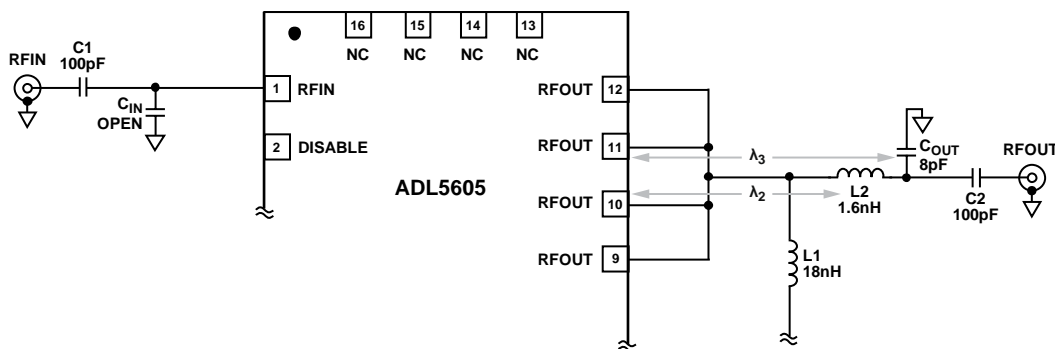 16
15
14
13
NC
NC
NC
NC
RFIN
C1
100pF
CIN
OPEN
1
RFIN
2
DISABLE
ADL5605
RFOUT
12
RFOUT
11
RFOUT
10
RFOUT
9
λ3
λ2
COUT
8pF
RFOUT
L2
1.6nH
C2
100pF
L1
18nH